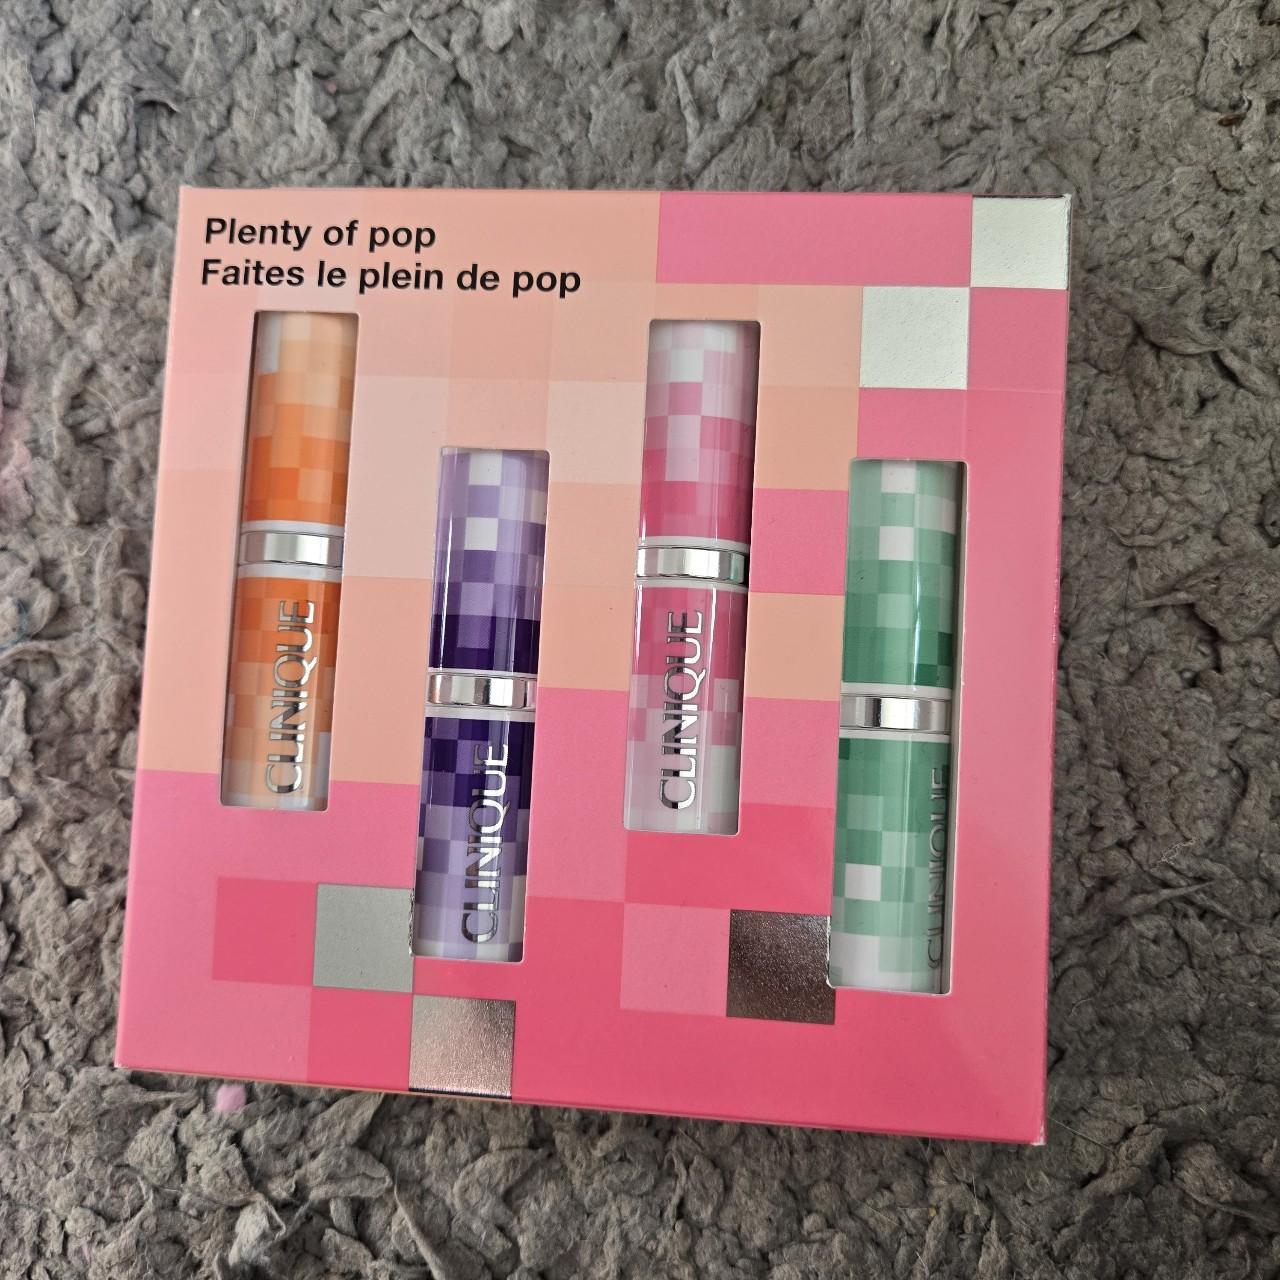 Plenty of pop
Faites le plein de pop
CLINIQUE
CLINIQUE
CLINIQUE
CLINIQUE